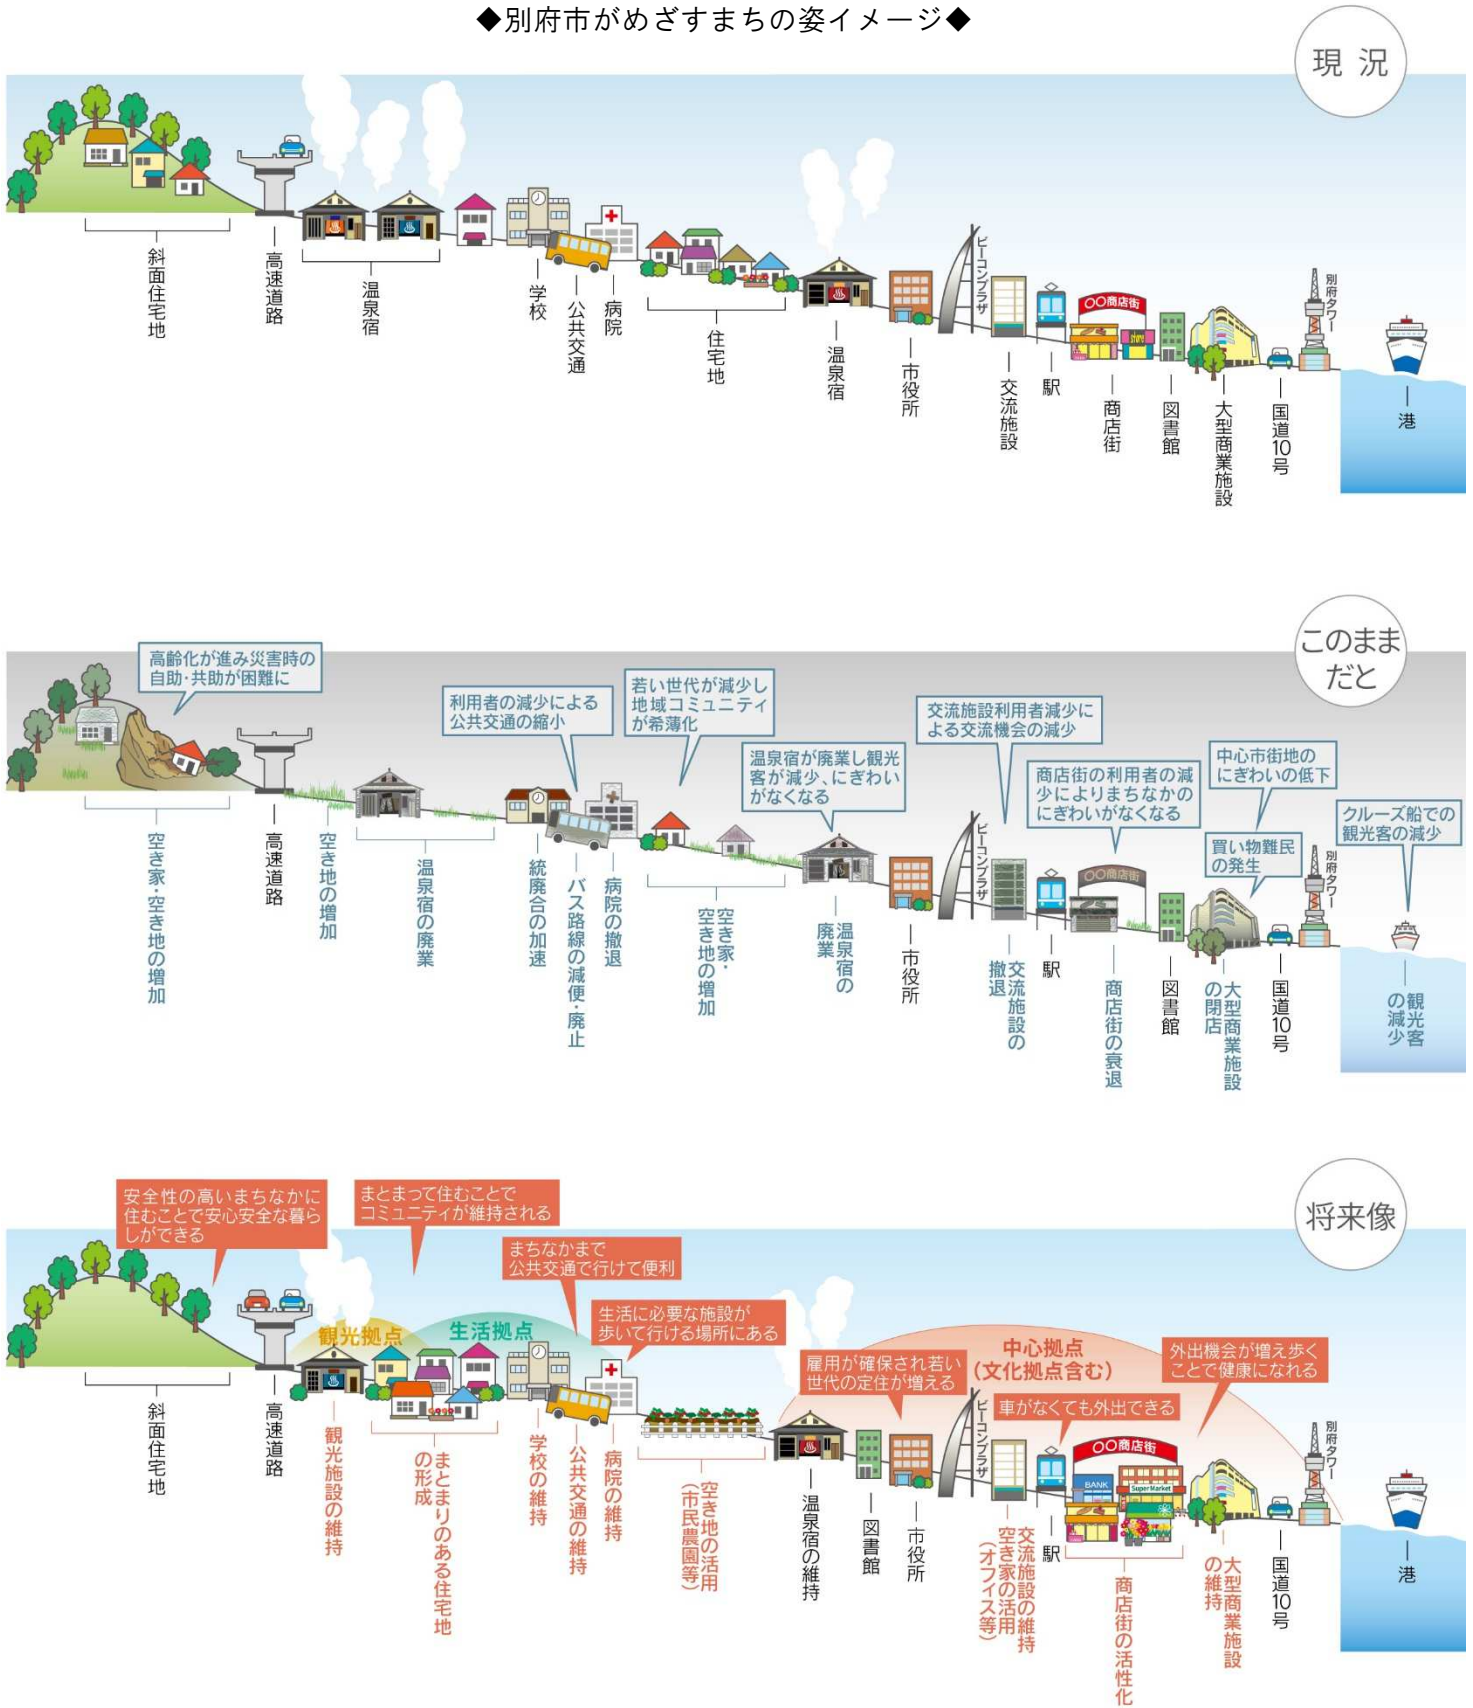 ◆別府市がめざすまちの姿イメージ◆
現況
斜面住宅地
高速道路
温泉宿
学校
公共交通
病院
住宅地
温泉宿
市役所
ビーコンプラザ
交流施設
駅
〇〇商店街
商店街
図書館
大型商業施設
国道10号
別府タワー
港
このまま
だと
高齢化が進み災害時の
自助・共助が困難に
利用者の減少による
公共交通の縮小
若い世代が減少し
地域コミュニティ
が希薄化
温泉宿が廃業し観光
客が減少、にぎわい
がなくなる
交流施設利用者減少に
よる交流機会の減少
商店街の利用者の減
少によりまちなかの
にぎわいがなくなる
中心市街地の
にぎわいの低下
買い物難民
の発生
クルーズ船での
観光客の減少
空き家・空き地の増加
高速道路
空き地の増加
温泉宿の廃業
統廃合の加速
バス路線の減便・廃止
病院の撤退
空き家・
空き地の増加
温泉宿の
廃業
市役所
ビーコンプラザ
交流施設の
撤退
駅
〇〇商店街
商店街の衰退
図書館
大型商業施設
の閉店
国道10号
別府タワー
観光客
の減少
将来像
安全性の高いまちなかに
住むことで安心安全な暮ら
しができる
まとまって住むことで
コミュニティが維持される
まちなかまで
公共交通で行けて便利
生活に必要な施設が
歩いて行ける場所にある
雇用が確保され若い
世代の定住が増える
車がなくても外出できる
外出機会が増え歩く
ことで健康になれる
観光拠点
生活拠点
中心拠点
(文化拠点含む)
斜面住宅地
高速道路
観光施設の維持
まとまりのある住宅地
の形成
学校の維持
公共交通の維持
病院の維持
空き地の活用
(市民農園等)
温泉宿の維持
図書館
市役所
ビーコンプラザ
交流施設の維持
空き家の活用
(オフィス等)
駅
〇〇商店街
BANK
Super Market
商店街の活性化
大型商業施設
の維持
国道10号
別府タワー
港